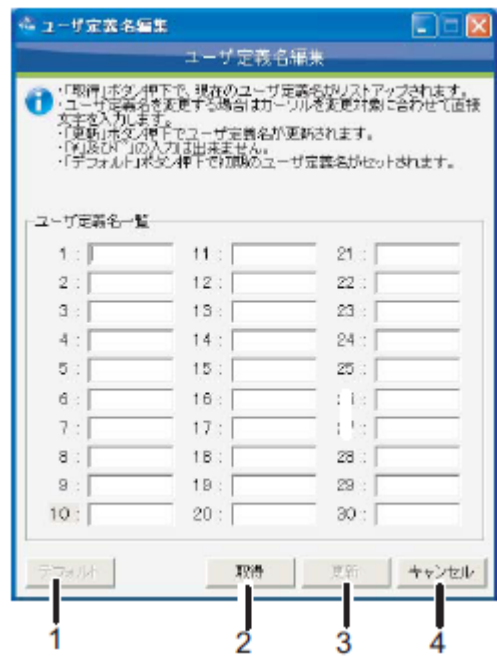 ユーザ定義名編集
ユーザ定義名編集
・「取得」ボタン押下で、現在のユーザ定義名がリストアップされます。
・ユーザ定義名を変更する場合はカーソルを変更対象に合わせて直接
文字を入力します。
・「更新」ボタン押下でユーザ定義名が更新されます。
の入力は出来ません。
・「デフォルト」ボタン押下で初期のユーザ定義名がセットされます。
ユーザ定義名一覧
1 : 11 : 21 :
2 : 12 : 22 :
3 : 13 : 23 :
4 : 14 : 24 :
5 : 15 : 25 :
6 : 16 :
7 : 17 :
8 : 18 : 28 :
9 : 19 : 29 :
10 : 20 : 30 :
デフォルト 取得 更新 キャンセル
1 2 3 4